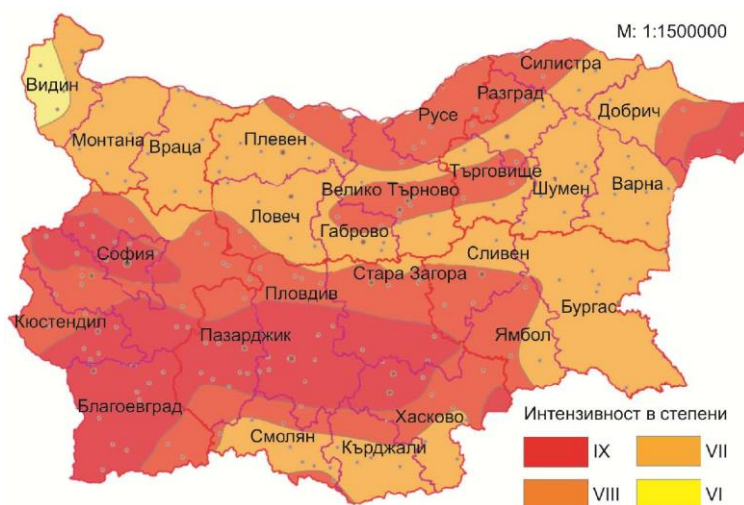 М: 1:1500000
Силистра
Видин
Разград
Русе
Добрич
Монтана
Враца
Плевен
Търговище
Велико Търново
Шумен
Варна
Ловеч
Габрово
София
Сливен
Стара Загора
Пловдив
Бургас
Кюстендил
Пазарджик
Ямбол
Благоевград
Хасково
Интензивност в степени
Смолян
Кърджали
IX
VII
VIII
VI